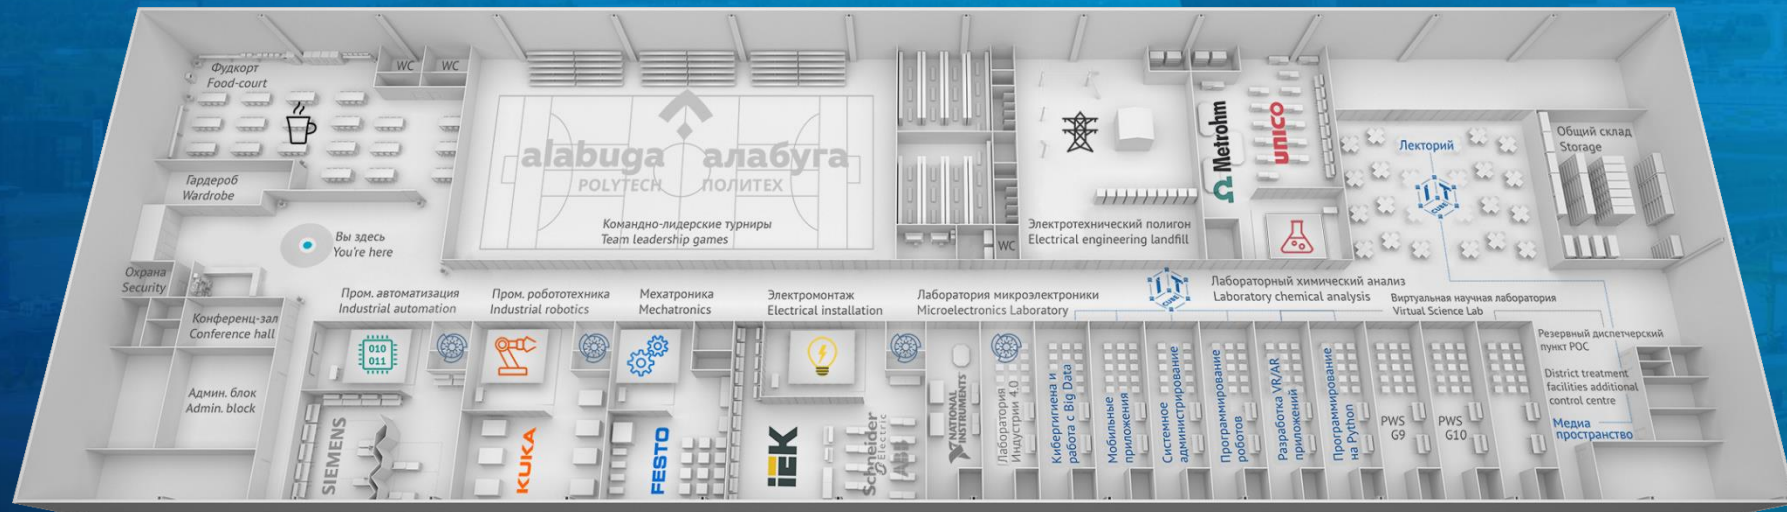 Фудкорт
Food-court
WC
WC
alabuga
POLYTECH
алабуга
ПОЛИТЕХ
Командно-лидерские турниры
Team leadership games
WC
Электротехнический полигон
Electrical engineering landfill
Metrohm
UNICO
Лекторий
IT
CUBE
Общий склад
Storage
Гардероб
Wardrobe
Вы здесь
You're here
Охрана
Security
Конференц-зал
Conference hall
Админ. блок
Admin. block
Пром. автоматизация
Industrial automation
Пром. робототехника
Industrial robotics
Мехатроника
Mechatronics
Электромонтаж
Electrical installation
Лаборатория микроэлектроники
Microelectronics Laboratory
IT
CUBE
Лабораторный химический анализ
Laboratory chemical analysis
Виртуальная научная лаборатория
Virtual Science Lab
Резервный диспетчерский
пункт РОС
District treatment
facilities additional
control centre
Медиа
пространство
010
011
SIEMENS
KUKA
FESTO
iEK
Schneider
Electric
ABB
NATIONAL
INSTRUMENTS
Лаборатория
Индустрии 4.0
Кибергигиена и
работа с Big Data
Мобильные
приложения
Системное
администрирование
Программирование
роботов
Разработка VR/AR
приложений
Программирование
на Python
PWS
G9
PWS
G10